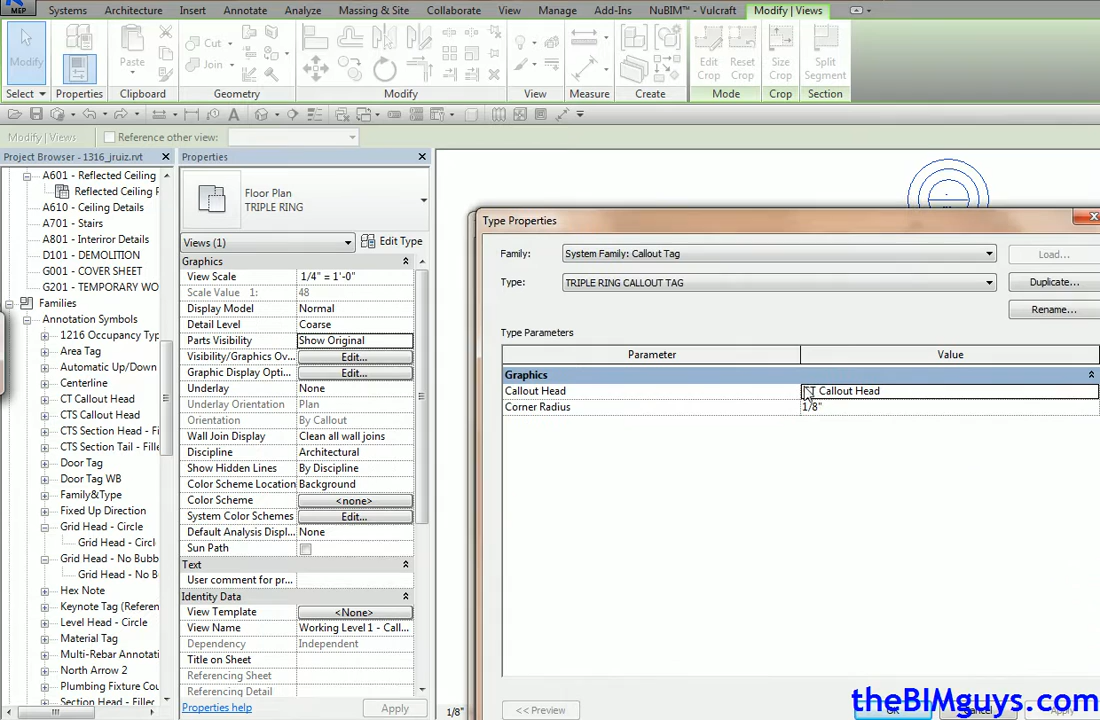 MEP Systems Architecture Insert Annotate Analyze Massing & Site Collaborate View Manage Add-Ins NuBIM™ - Vulcraft Modify | Views
Modify Properties Paste Cut Join Edit Crop Reset Crop Size Crop Split Segment
Select Properties Clipboard Geometry Modify View Measure Create Mode Crop Section
Modify | Views Reference other view:
Project Browser - 1316_jruiz.rvt
A601 - Reflected Ceiling
Reflected Ceiling P
A610 - Ceiling Details
A701 - Stairs
A801 - Interiror Details
D101 - DEMOLITION
G001 - COVER SHEET
G201 - TEMPORARY WO
Families
Annotation Symbols
1216 Occupancy Typ
Area Tag
Automatic Up/Down
Centerline
CT Callout Head
CTS Callout Head
CTS Section Head - Fi
CTS Section Tail - Fille
Door Tag
Door Tag WB
Family&Type
Fixed Up Direction
Grid Head - Circle
Grid Head - Circl
Grid Head - No Bubb
Grid Head - No B
Hex Note
Keynote Tag (Referen
Level Head - Circle
Material Tag
Multi-Rebar Annotati
North Arrow 2
Plumbing Fixture Cou
Section Head - Filled
Properties
Floor Plan
TRIPLE RING
Views (1) Edit Type
Graphics
View Scale 1/4" = 1'-0"
Scale Value 1: 48
Display Model Normal
Detail Level Coarse
Parts Visibility Show Original
Visibility/Graphics Ov... Edit...
Graphic Display Opti... Edit...
Underlay None
Underlay Orientation Plan
Orientation By Callout
Wall Join Display Clean all wall joins
Discipline Architectural
Show Hidden Lines By Discipline
Color Scheme Location Background
Color Scheme <none>
System Color Schemes Edit...
Default Analysis Displ... None
Sun Path
Text
User comment for pr...
Identity Data
View Template <None>
View Name Working Level 1 - Call...
Dependency Independent
Title on Sheet
Referencing Sheet
Referencing Detail
Properties help Apply
1/8"
Type Properties
Family: System Family: Callout Tag Load...
Type: TRIPLE RING CALLOUT TAG Duplicate...
Rename...
Type Parameters
Parameter Value
Graphics
Callout Head Callout Head
Corner Radius 1/8"
<< Preview OK Cancel Apply
theBIMguys.com